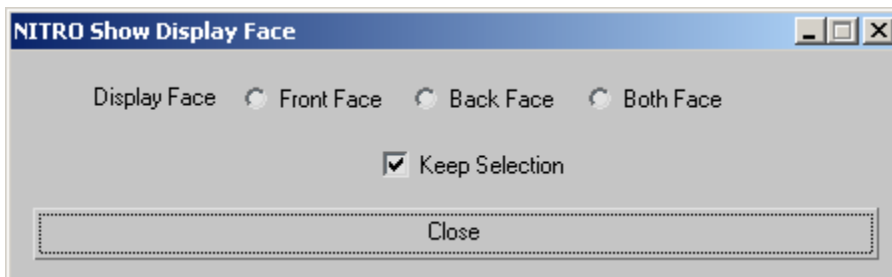 NITRO Show Display Face
Display Face Front Face Back Face Both Face
Keep Selection
Close